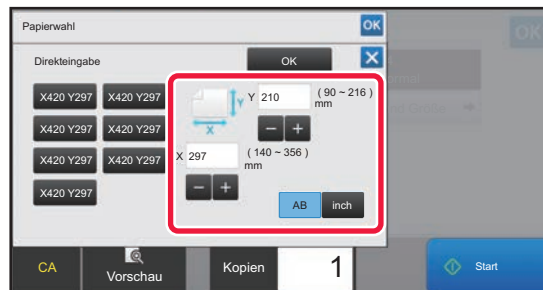 Papierwahl
OK
OK
Direkteingabe
OK
X420 Y297
X420 Y297
X420 Y297
X420 Y297
X420 Y297
X420 Y297
X420 Y297
Y
Y 210
( 90 ~ 216 )
mm
X
X 297
( 140 ~ 356 )
mm
AB
inch
CA
Vorschau
Kopien
1
Start